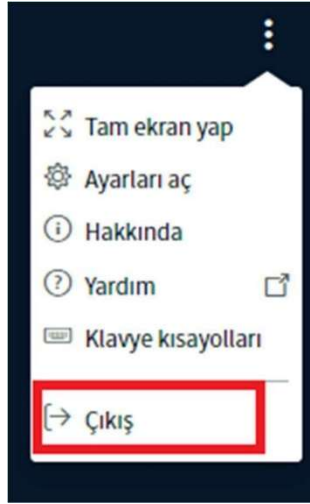 Tam ekran yap
Ayarları aç
Hakkında
Yardım
Klavye kısayolları
Çıkış